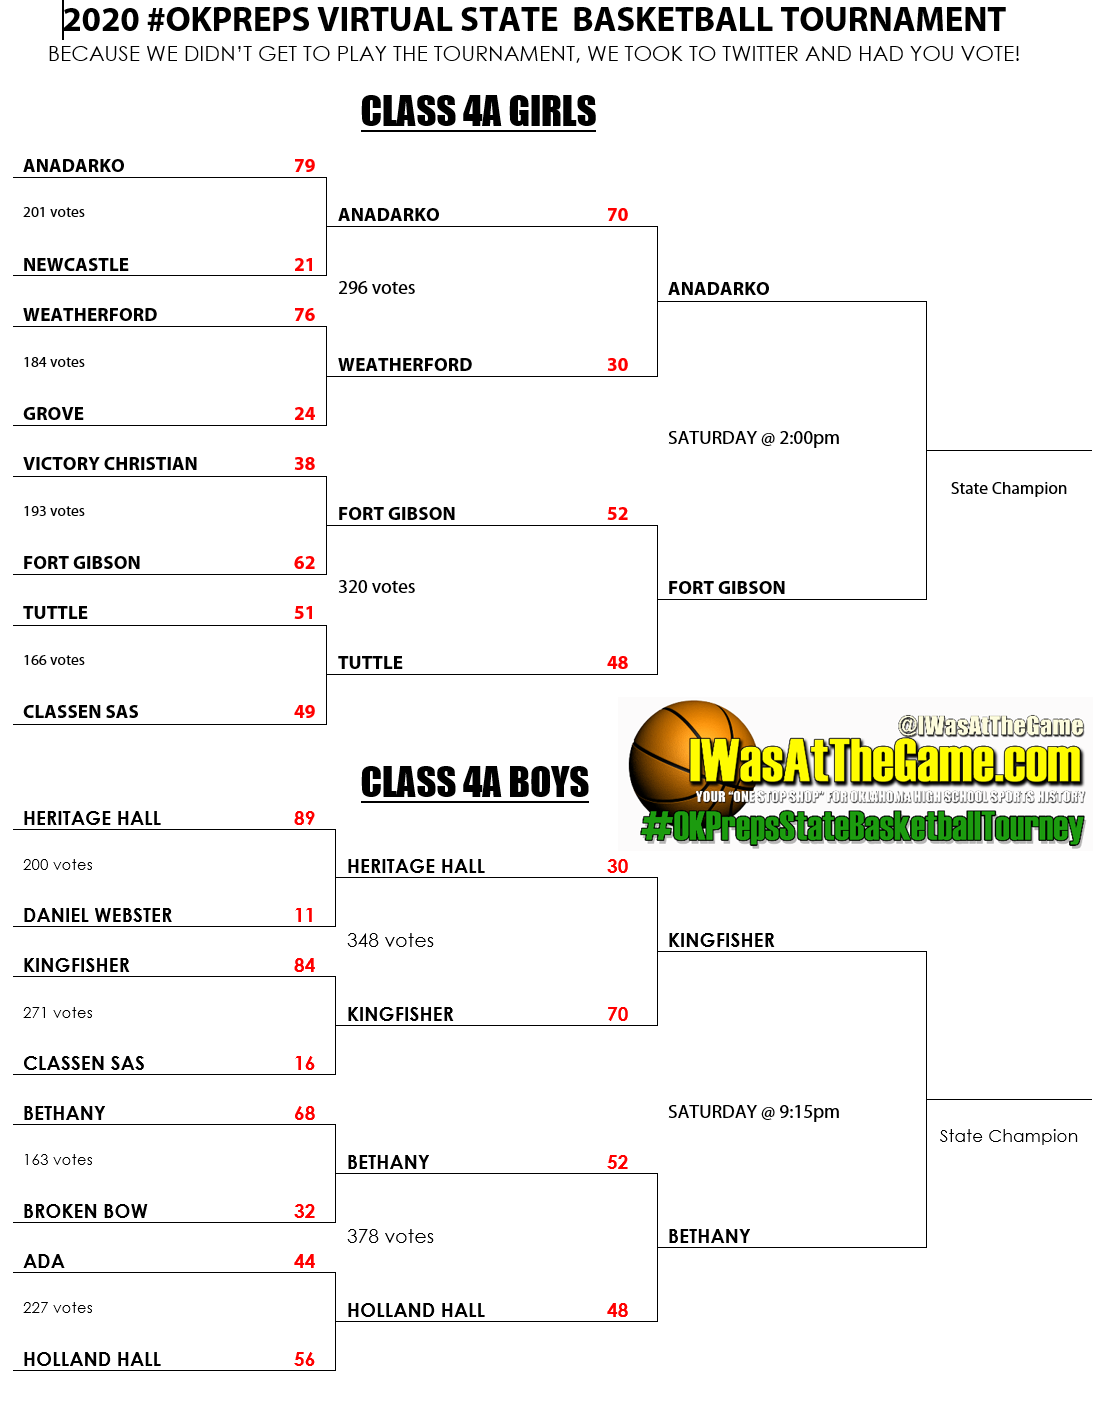 2020 #OKPREPS VIRTUAL STATE BASKETBALL TOURNAMENT
BECAUSE WE DIDN'T GET TO PLAY THE TOURNAMENT, WE TOOK TO TWITTER AND HAD YOU VOTE!
CLASS 4A GIRLS
ANADARKO 79
201 votes
NEWCASTLE 21
WEATHERFORD 76
184 votes
GROVE 24
VICTORY CHRISTIAN 38
193 votes
FORT GIBSON 62
TUTTLE 51
166 votes
CLASSEN SAS 49
ANADARKO 70
296 votes
WEATHERFORD 30
FORT GIBSON 52
320 votes
TUTTLE 48
ANADARKO
SATURDAY @ 2:00pm
FORT GIBSON
State Champion
@IWasAtTheGame
IWasAtTheGame.com
YOUR "ONE STOP SHOP" FOR OKLAHOMA HIGH SCHOOL SPORTS HISTORY
#OKPrepsStateBasketballTourney
CLASS 4A BOYS
HERITAGE HALL 89
200 votes
DANIEL WEBSTER 11
KINGFISHER 84
271 votes
CLASSEN SAS 16
BETHANY 68
163 votes
BROKEN BOW 32
ADA 44
227 votes
HOLLAND HALL 56
HERITAGE HALL 30
348 votes
KINGFISHER 70
BETHANY 52
378 votes
HOLLAND HALL 48
KINGFISHER
SATURDAY @ 9:15pm
BETHANY
State Champion